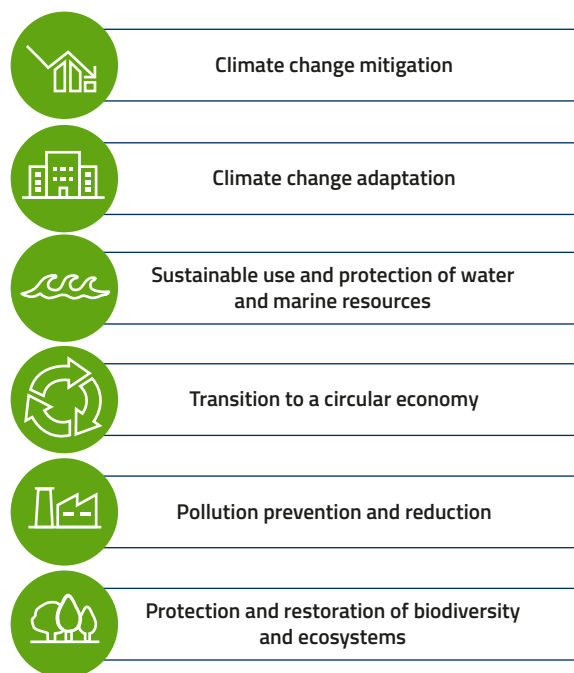 Climate change mitigation
Climate change adaptation
Sustainable use and protection of water
and marine resources
Transition to a circular economy
Pollution prevention and reduction
Protection and restoration of biodiversity
and ecosystems